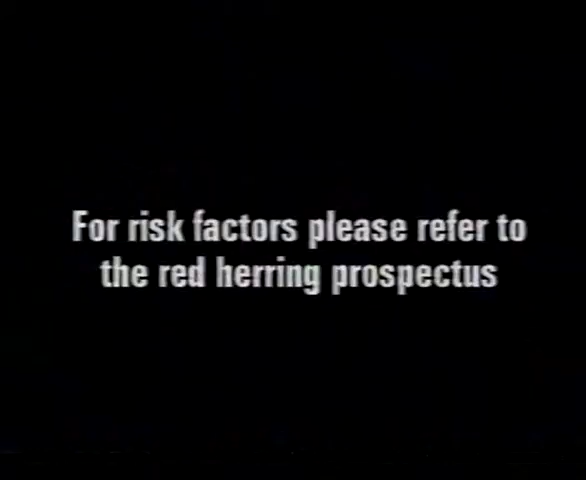 For risk factors please refer to
the red herring prospectus